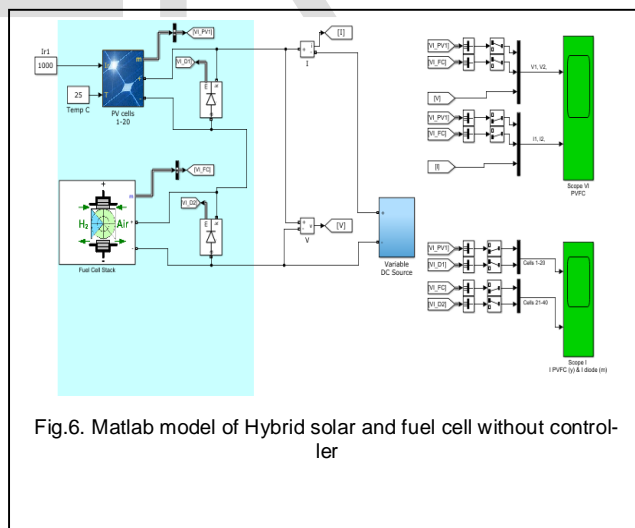 Ir1
1000
25
Temp C
m
T
PV cells
1-20
[VI_PV1]
[VI_D1]
H₂ Air
m
Fuel Cell Stack
[VI_FC]
[VI_D2]
[I]
I
[V]
V
Variable
DC Source
[VI_PV1]
[VI_FC]
[V]
V1, V2,
[VI_PV1]
[VI_FC]
[I]
I1, I2,
Scope VI
PVFC
[VI_PV1]
[VI_D1]
Cells 1-20
[VI_FC]
[VI_D2]
Cells 21-40
Scope I
I PVFC (y) & I diode (m)
Fig.6. Matlab model of Hybrid solar and fuel cell without control-
ler